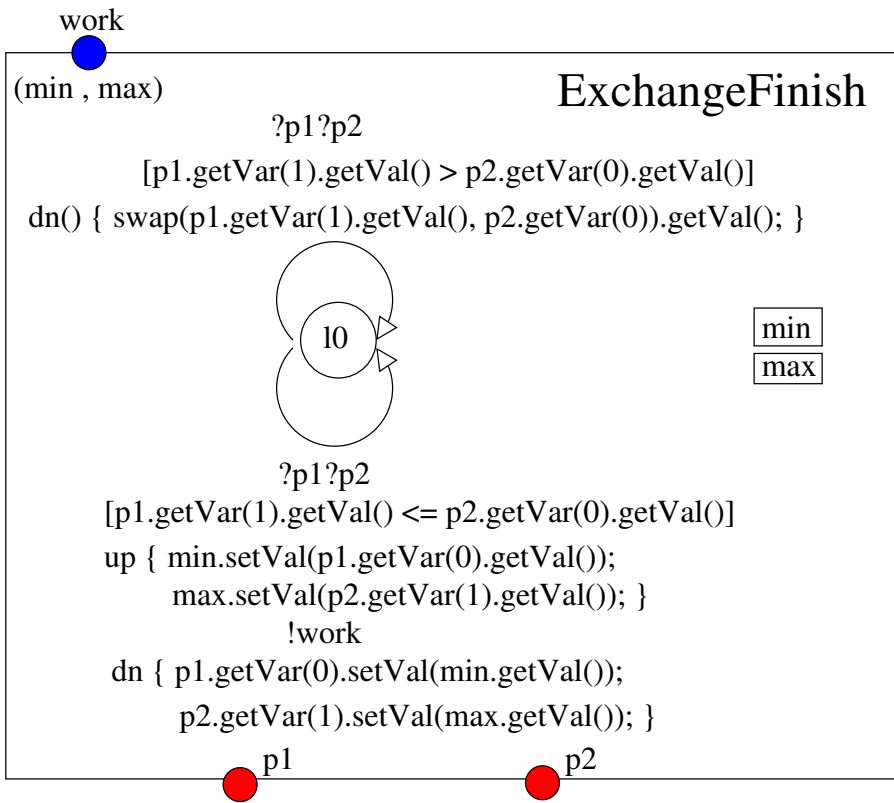 work
(min , max)
ExchangeFinish
?p1?p2
[p1.getVar(1).getVal() > p2.getVar(0).getVal()]
dn() { swap(p1.getVar(1).getVal(), p2.getVar(0)).getVal(); }
l0
min
max
?p1?p2
[p1.getVar(1).getVal() <= p2.getVar(0).getVal()]
up { min.setVal(p1.getVar(0).getVal());
max.setVal(p2.getVar(1).getVal()); }
!work
dn { p1.getVar(0).setVal(min.getVal());
p2.getVar(1).setVal(max.getVal()); }
p1
p2